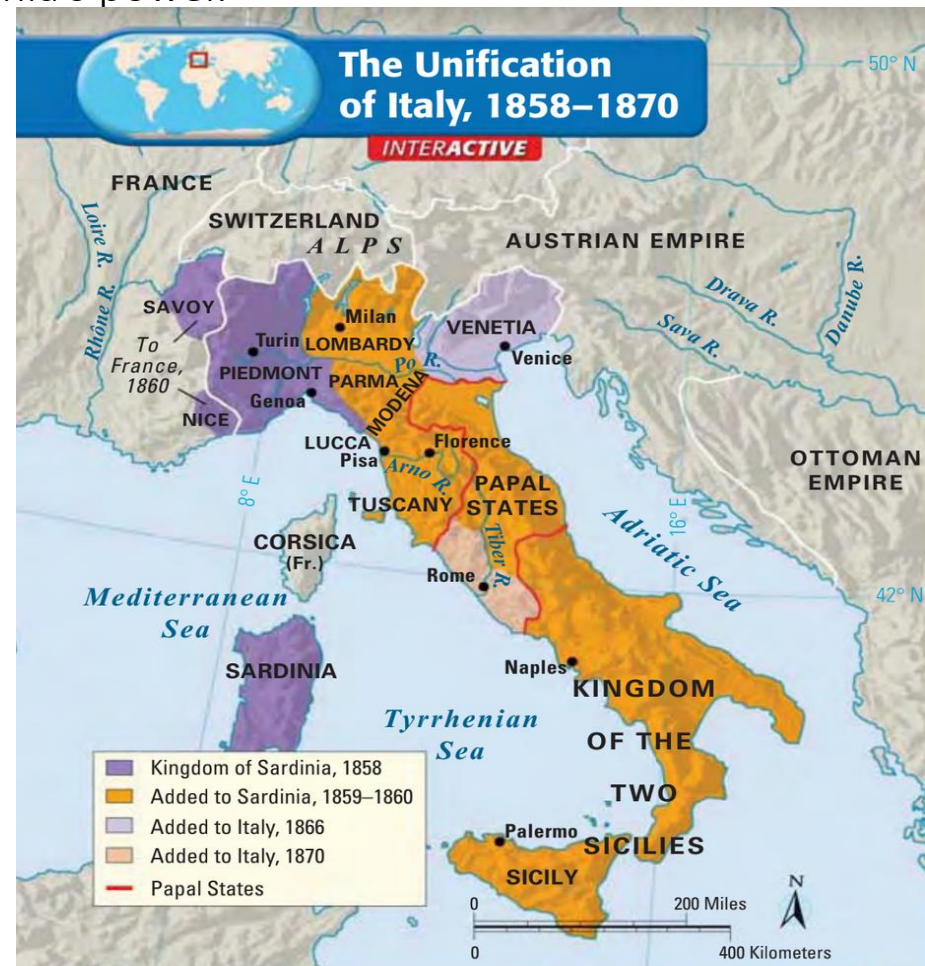 The Unification
of Italy, 1858–1870
INTERACTIVE
50° N
FRANCE
Loire R.
SWITZERLAND
ALPS
AUSTRIAN EMPIRE
Rhône R.
Drava R.
Danube R.
Sava R.
SAVOY
To
France,
1860
Turin
PIEDMONT
Milan
LOMBARDY
VENETIA
Venice
Po R.
PARMA
MODENA
Genoa
NICE
LUCCA
Pisa
Florence
Arno R.
TUSCANY
PAPAL
STATES
OTTOMAN
EMPIRE
8° E
16° E
Adriatic Sea
CORSICA
(Fr.)
Tiber R.
Rome
42° N
Mediterranean
Sea
SARDINIA
Naples
KINGDOM
OF THE
TWO
SICILIES
Tyrrhenian
Sea
Palermo
SICILY
Kingdom of Sardinia, 1858
Added to Sardinia, 1859–1860
Added to Italy, 1866
Added to Italy, 1870
Papal States
N
0 200 Miles
0 400 Kilometers